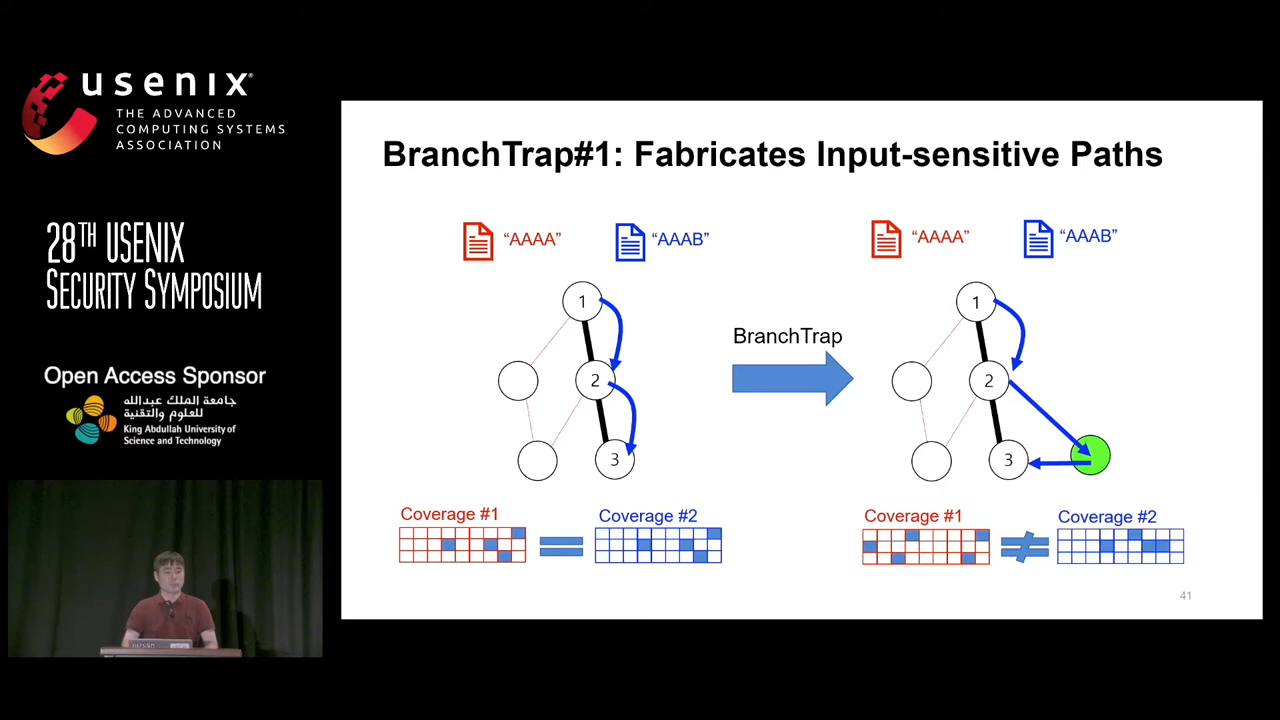 usenix
THE ADVANCED
COMPUTING SYSTEMS
ASSOCIATION
28TH USENIX
SECURITY SYMPOSIUM
Open Access Sponsor
جامعة الملك عبدالله
للعلوم والتقنية
King Abdullah University of
Science and Technology
BranchTrap#1: Fabricates Input-sensitive Paths
“AAAA” “AAAB”
“AAAA” “AAAB”
1
2
3
BranchTrap
1
2
3
Coverage #1 Coverage #2
Coverage #1 Coverage #2
41